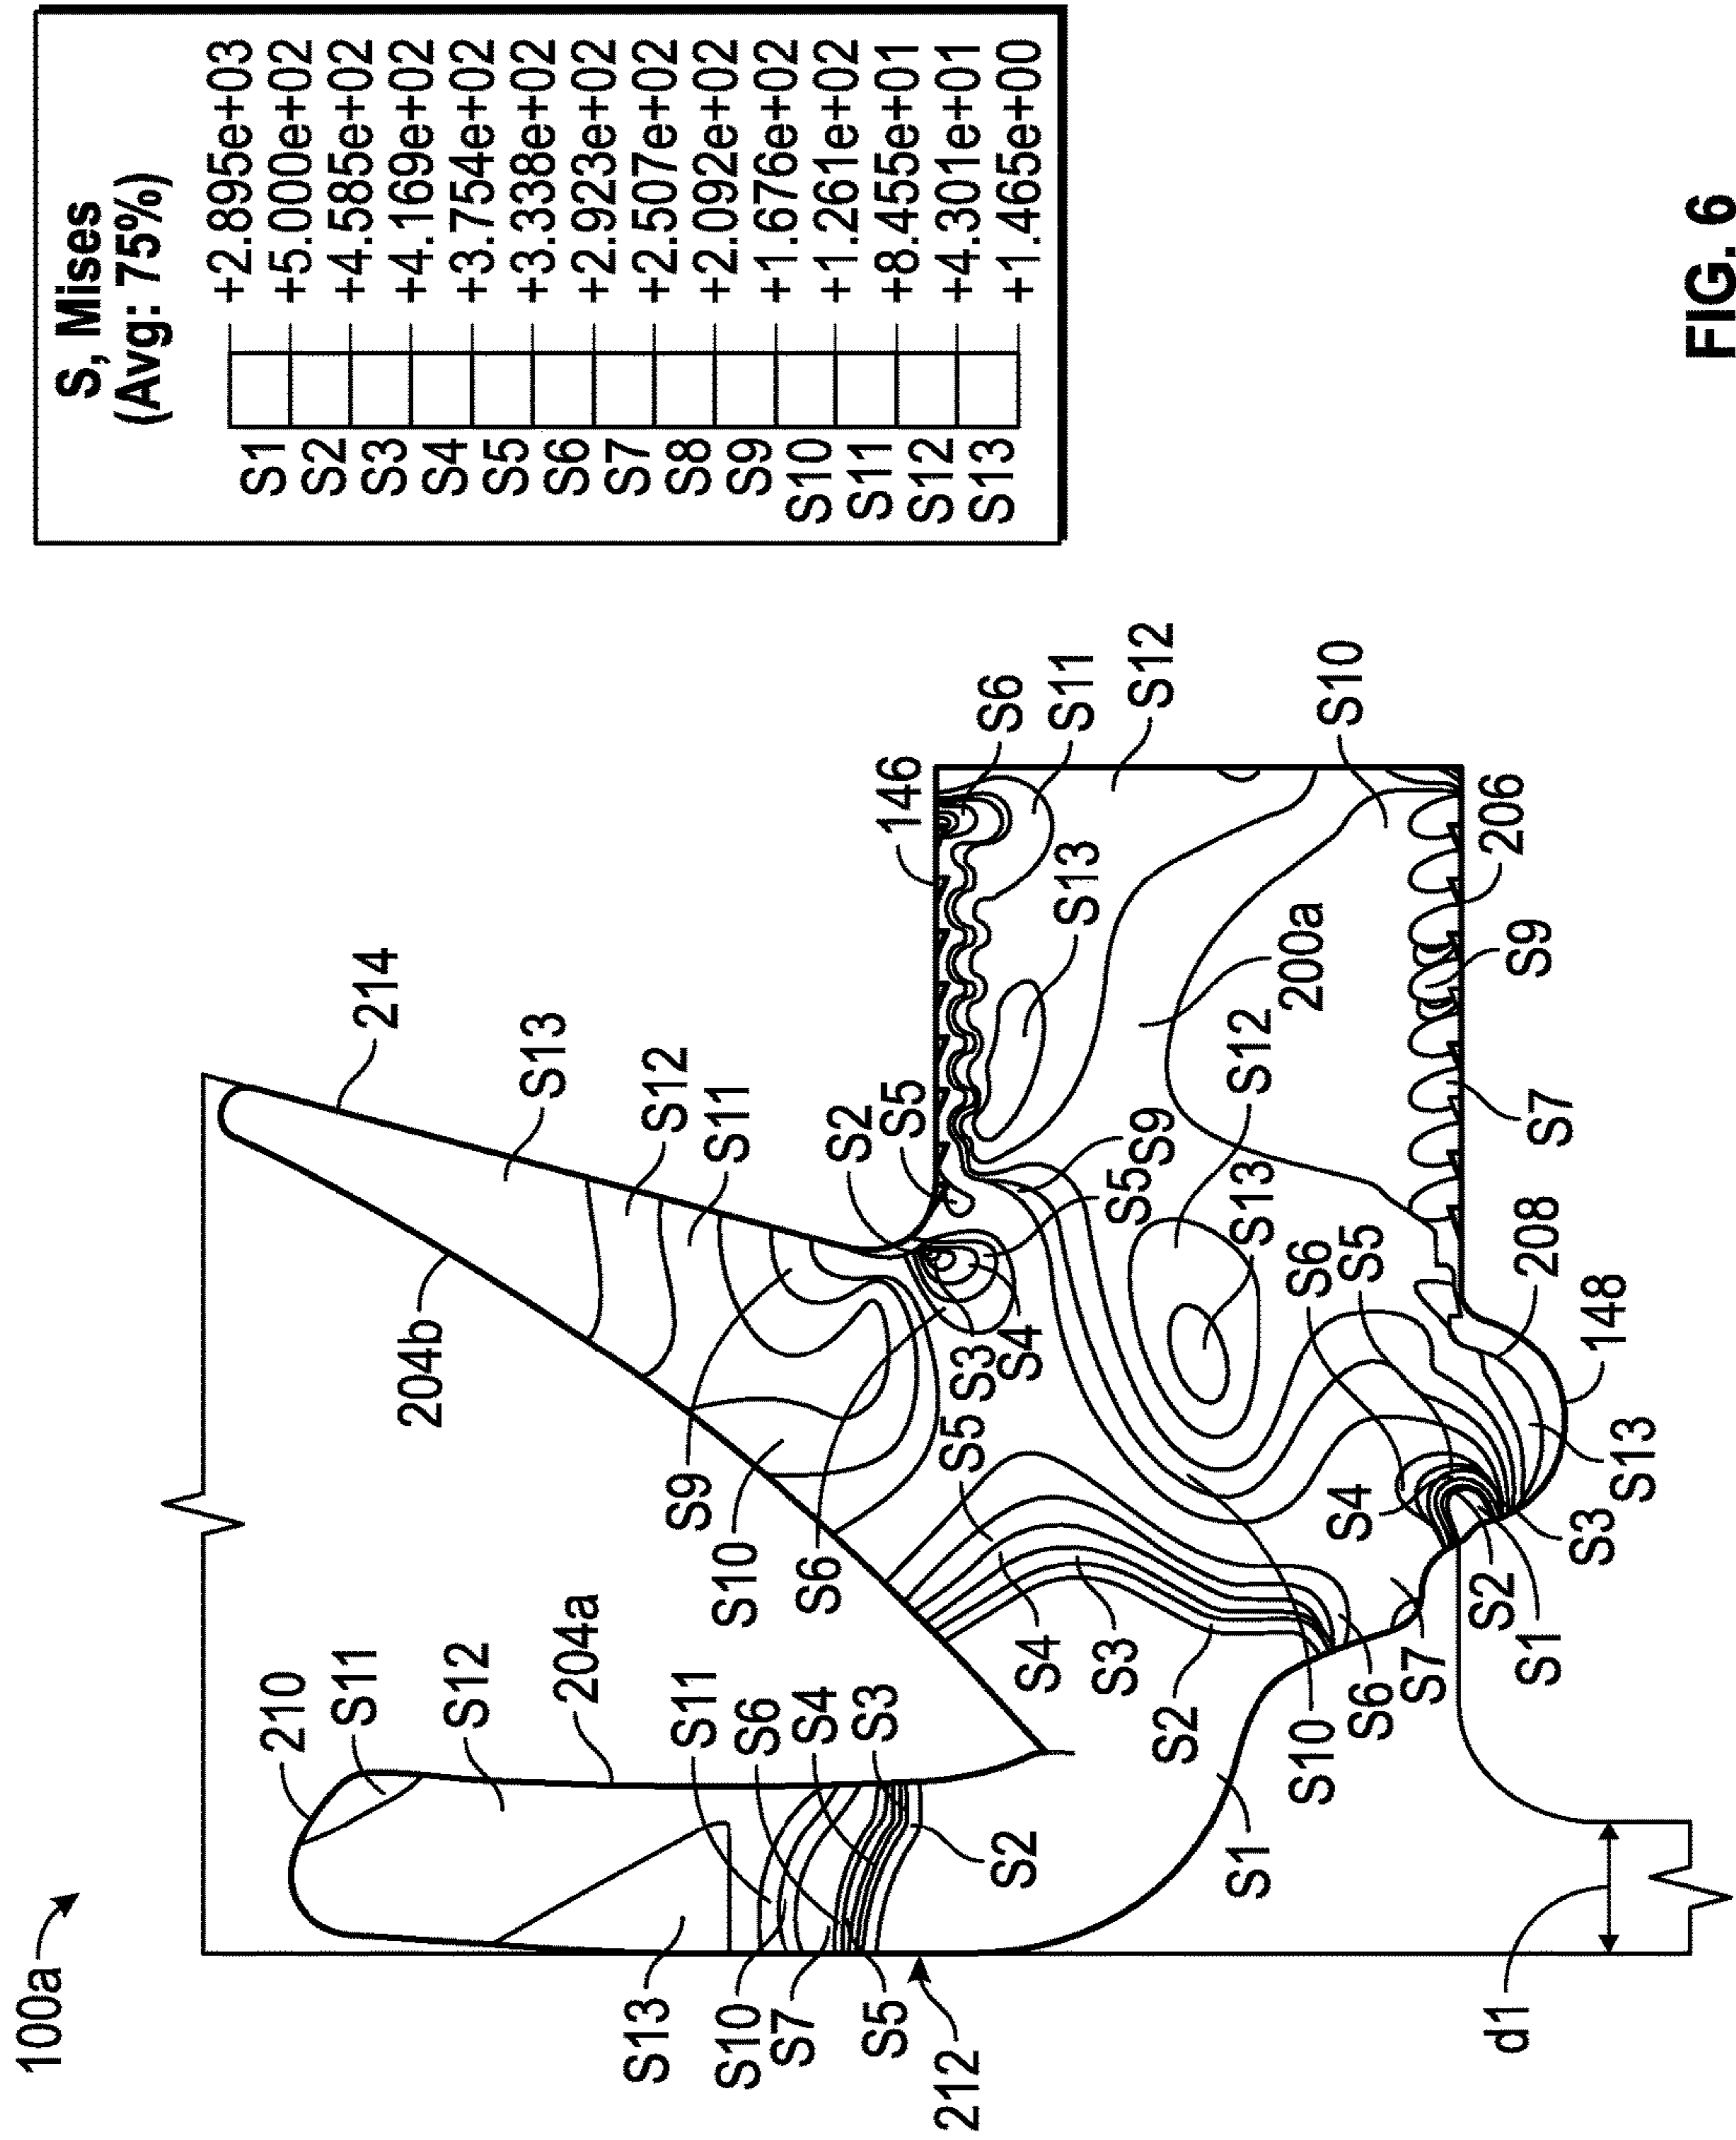 100a
S, Mises
(Avg: 75%)
S1
S2
S3
S4
S5
S6
S7
S8
S9
S10
S11
S12
S13
+2.895e+03
+5.000e+02
+4.585e+02
+4.169e+02
+3.754e+02
+3.338e+02
+2.923e+02
+2.507e+02
+2.092e+02
+1.676e+02
+1.261e+02
+8.455e+01
+4.301e+01
+1.465e+00
210
S11
214
204b
S12
S13
204a
S13
S12
S11
S9
S11
S10
S10
S6
S7
S4
S6
S2
S3
S5
S5
146
212
S5
S3
S6
S2
S4
S4
S11
S13
S3
S5
S9
S12
S2
S1
S12
S13
200a
S10
S6
S10
S4
S5
S6
S7
S2
206
d1
S9
S1
208
S7
S3
148
S13
FIG. 6